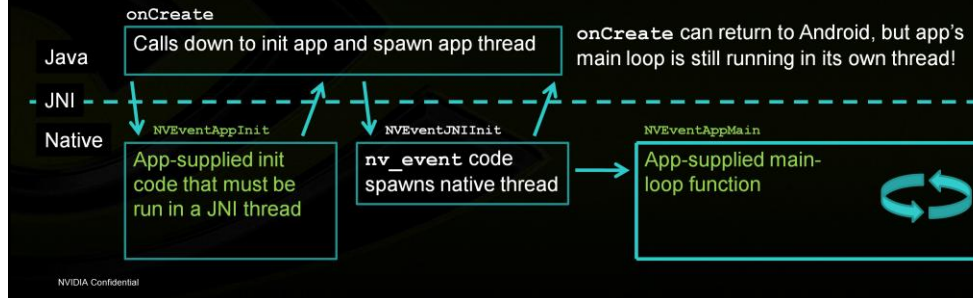 onCreate
Java
Calls down to init app and spawn app thread
onCreate can return to Android, but app's
main loop is still running in its own thread!
JNI
Native
NVEventAppInit
App-supplied init
code that must be
run in a JNI thread
NVEventJNIInit
nv_event code
spawns native thread
NVEventAppMain
App-supplied main-
loop function
NVIDIA Confidential